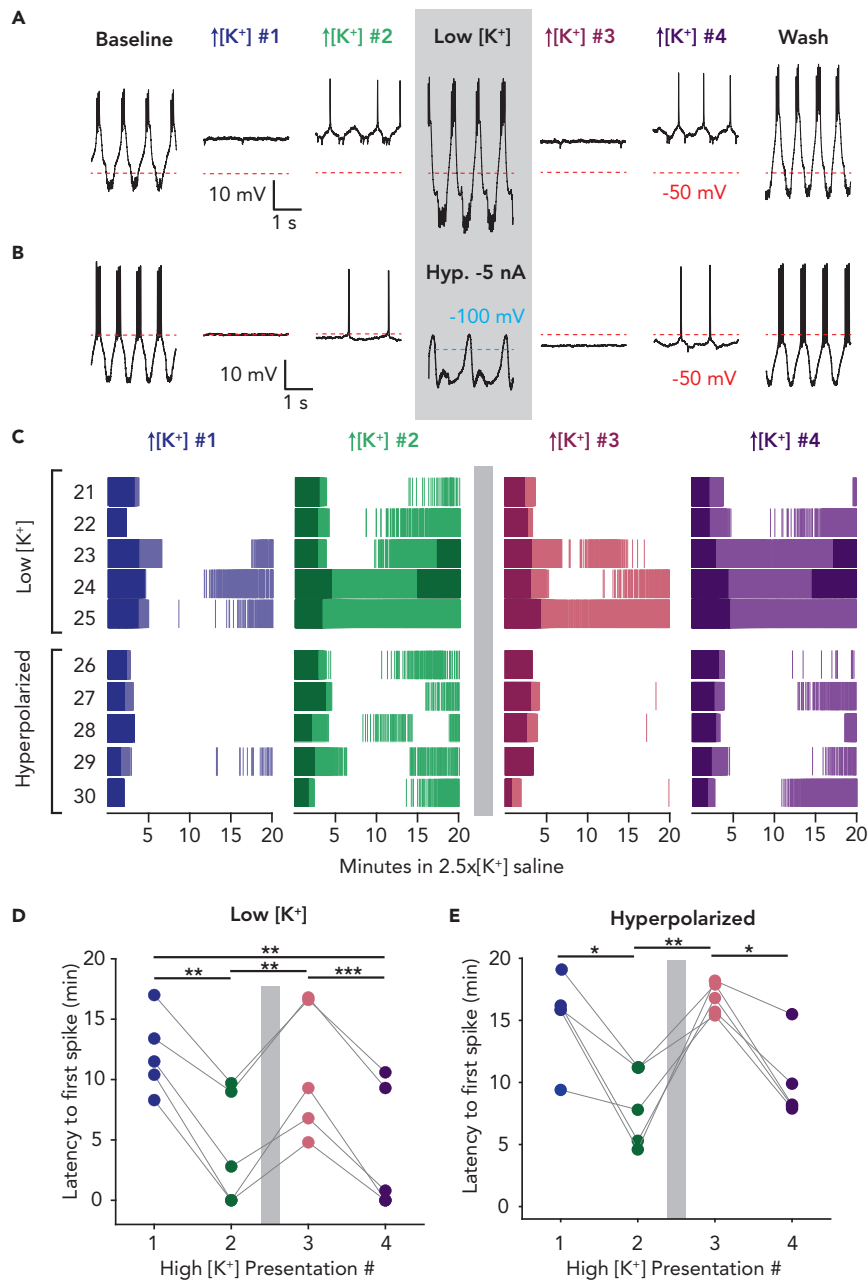 A
Baseline ↑[K⁺] #1 ↑[K⁺] #2 Low [K⁺] ↑[K⁺] #3 ↑[K⁺] #4 Wash
10 mV
1 s
-50 mV
B
Hyp. -5 nA
-100 mV
10 mV
1 s
-50 mV
C
↑[K⁺] #1 ↑[K⁺] #2 ↑[K⁺] #3 ↑[K⁺] #4
Low [K⁺]
21
22
23
24
25
Hyperpolarized
26
27
28
29
30
5 10 15 20 5 10 15 20 5 10 15 20 5 10 15 20
Minutes in 2.5x[K⁺] saline
D
Low [K⁺]
Latency to first spike (min)
20
15
10
5
0
**
** ** ***
1 2 3 4
High [K⁺] Presentation #
E
Hyperpolarized
Latency to first spike (min)
20
15
10
5
0
* ** *
1 2 3 4
High [K⁺] Presentation #